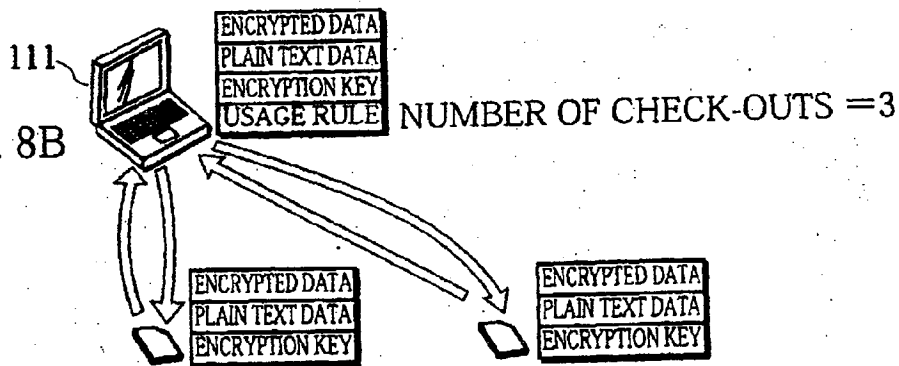 111
ENCRYPTED DATA
PLAIN TEXT DATA
ENCRYPTION KEY
USAGE RULE
NUMBER OF CHECK-OUTS =3
8B
ENCRYPTED DATA
PLAIN TEXT DATA
ENCRYPTION KEY
ENCRYPTED DATA
PLAIN TEXT DATA
ENCRYPTION KEY